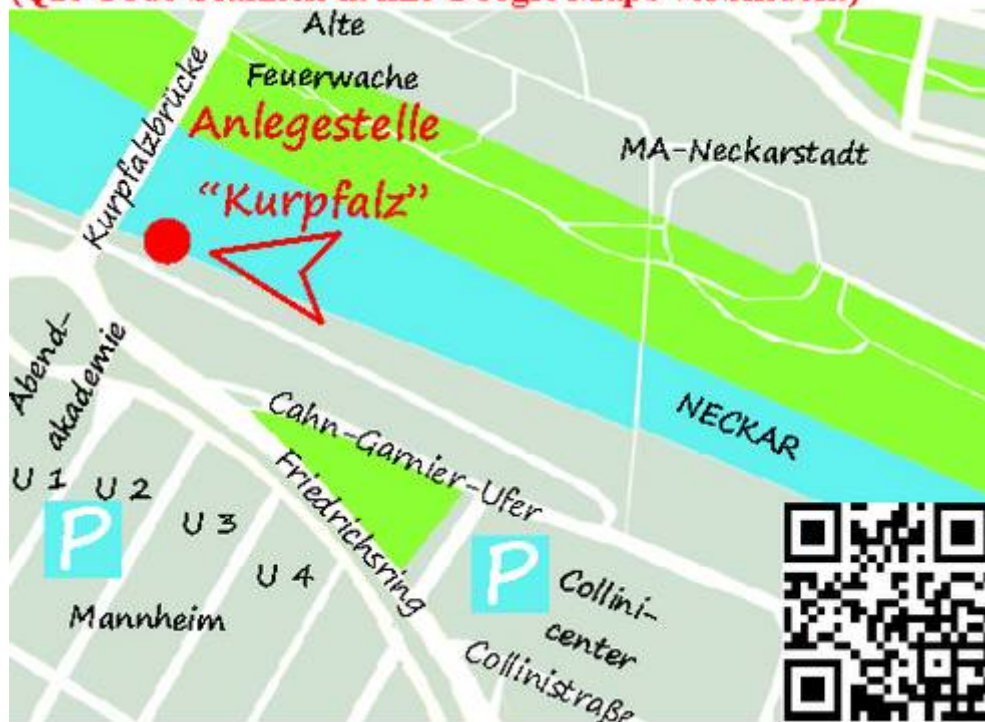 Alte
Feuerwache
Kurpfalzbrücke
Anlegestelle
“Kurpfalz”
MA-Neckarstadt
Abend-
akademie
NECKAR
Cahn-Garnier-Ufer
Friedrichsring
U 1
U 2
U 3
U 4
P
P
Mannheim
Collini-
center
Collinistraße